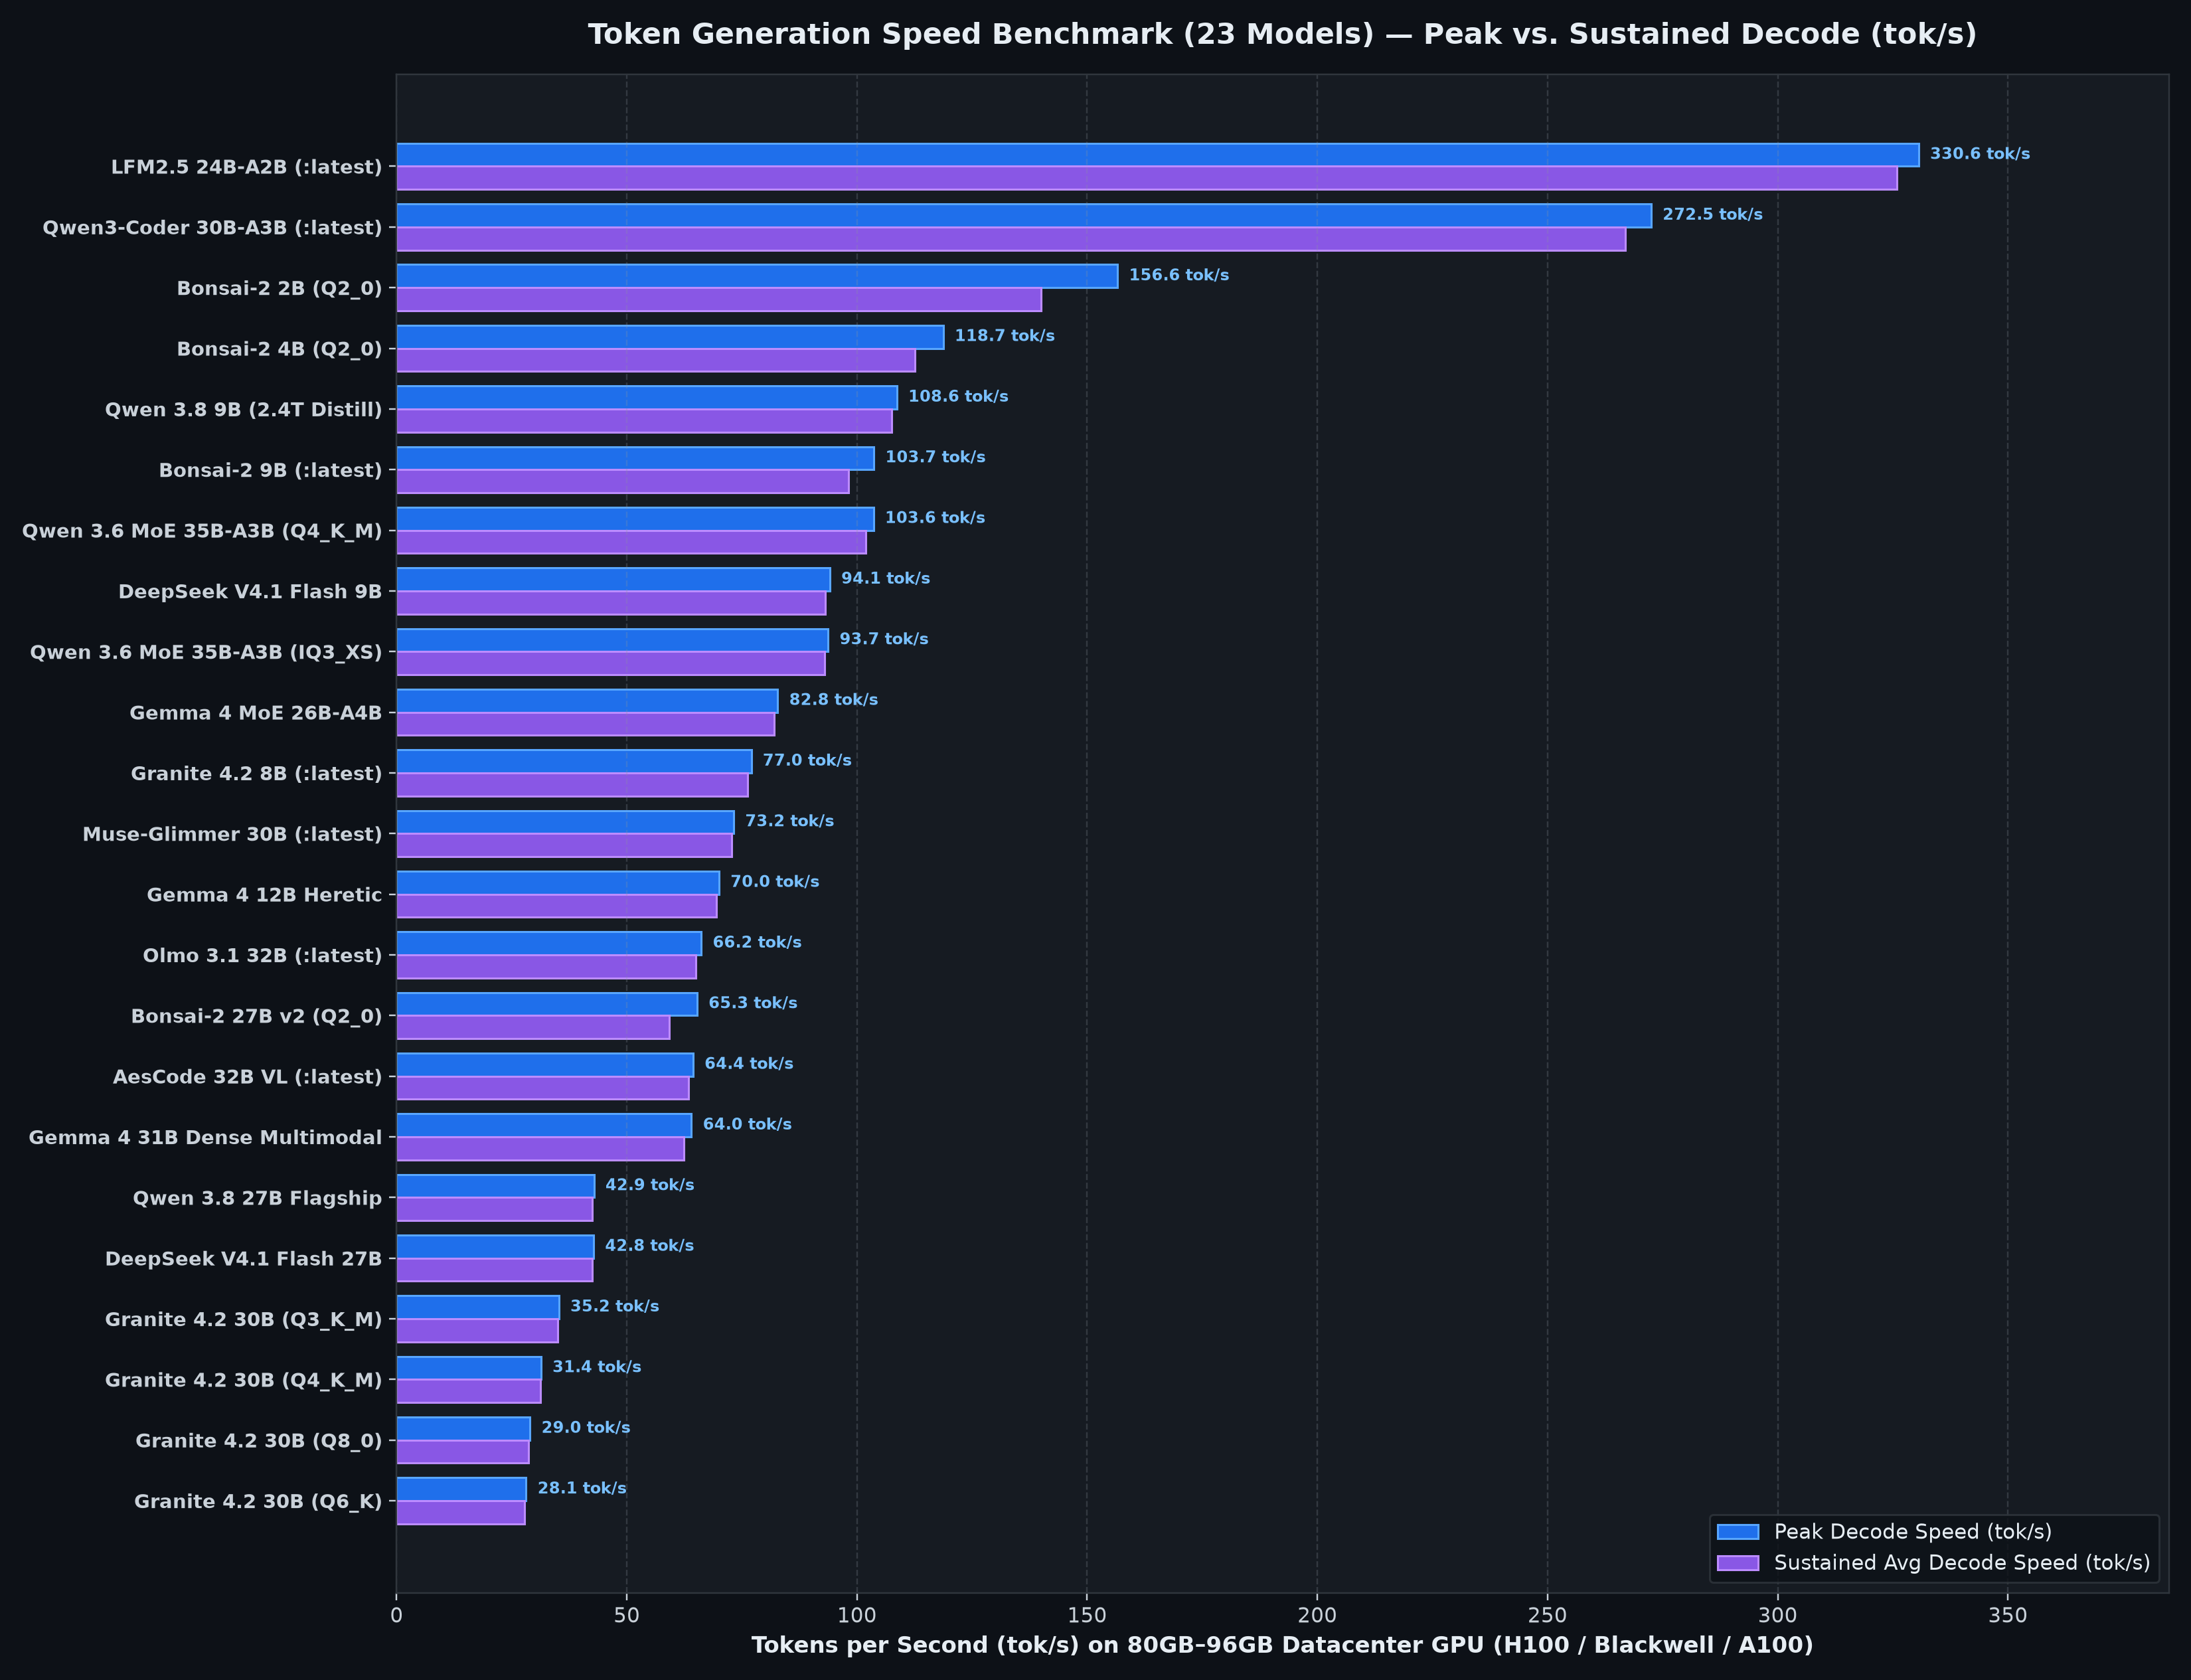 Token Generation Speed Benchmark (23 Models) — Peak vs. Sustained Decode (tok/s)
LFM2.5 24B-A2B (:latest) 330.6 tok/s
Qwen3-Coder 30B-A3B (:latest) 272.5 tok/s
Bonsai-2 2B (Q2_0) 156.6 tok/s
Bonsai-2 4B (Q2_0) 118.7 tok/s
Qwen 3.8 9B (2.4T Distill) 108.6 tok/s
Bonsai-2 9B (:latest) 103.7 tok/s
Qwen 3.6 MoE 35B-A3B (Q4_K_M) 103.6 tok/s
DeepSeek V4.1 Flash 9B 94.1 tok/s
Qwen 3.6 MoE 35B-A3B (IQ3_XS) 93.7 tok/s
Gemma 4 MoE 26B-A4B 82.8 tok/s
Granite 4.2 8B (:latest) 77.0 tok/s
Muse-Glimmer 30B (:latest) 73.2 tok/s
Gemma 4 12B Heretic 70.0 tok/s
Olmo 3.1 32B (:latest) 66.2 tok/s
Bonsai-2 27B v2 (Q2_0) 65.3 tok/s
AesCode 32B VL (:latest) 64.4 tok/s
Gemma 4 31B Dense Multimodal 64.0 tok/s
Qwen 3.8 27B Flagship 42.9 tok/s
DeepSeek V4.1 Flash 27B 42.8 tok/s
Granite 4.2 30B (Q3_K_M) 35.2 tok/s
Granite 4.2 30B (Q4_K_M) 31.4 tok/s
Granite 4.2 30B (Q8_0) 29.0 tok/s
Granite 4.2 30B (Q6_K) 28.1 tok/s
Peak Decode Speed (tok/s)
Sustained Avg Decode Speed (tok/s)
0 50 100 150 200 250 300 350
Tokens per Second (tok/s) on 80GB–96GB Datacenter GPU (H100 / Blackwell / A100)